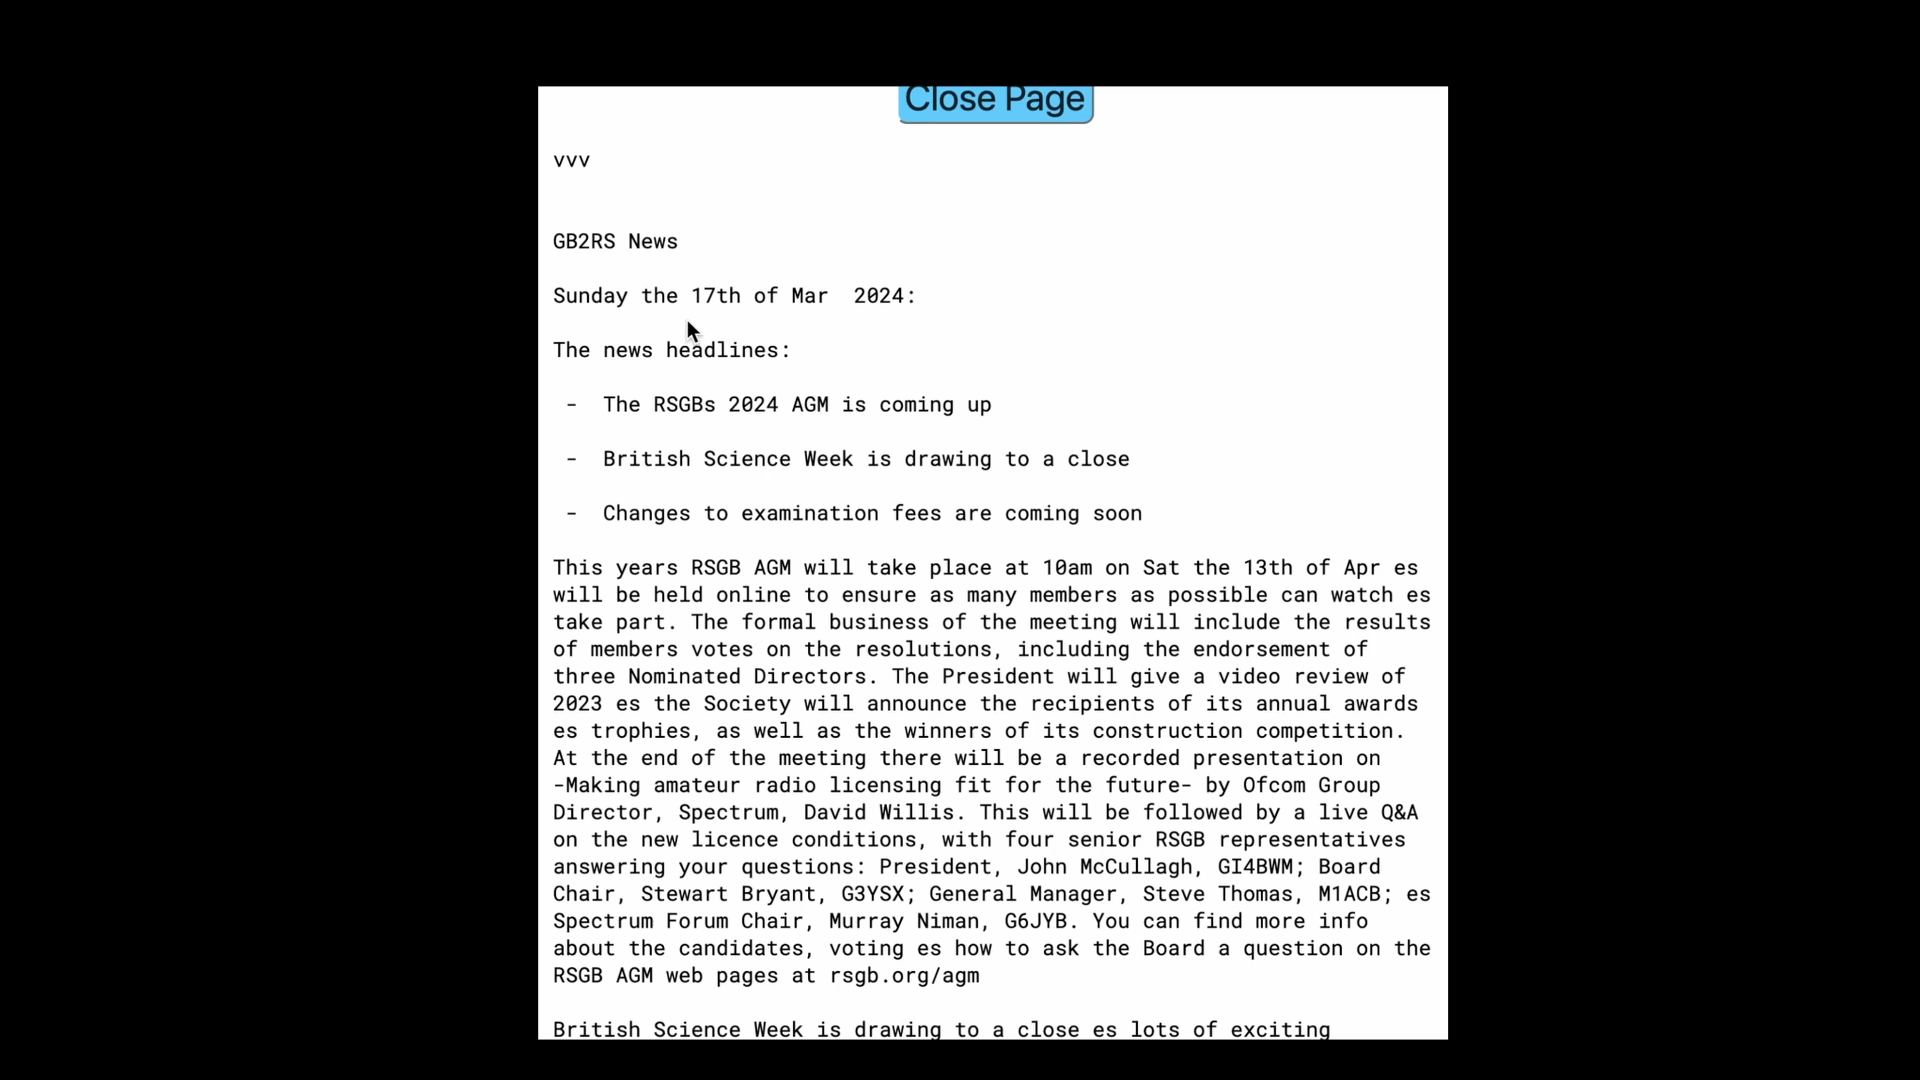 Close Page
vvv
GB2RS News
Sunday the 17th of Mar  2024:
The news headlines:
-  The RSGBs 2024 AGM is coming up
-  British Science Week is drawing to a close
-  Changes to examination fees are coming soon
This years RSGB AGM will take place at 10am on Sat the 13th of Apr es
will be held online to ensure as many members as possible can watch es
take part. The formal business of the meeting will include the results
of members votes on the resolutions, including the endorsement of
three Nominated Directors. The President will give a video review of
2023 es the Society will announce the recipients of its annual awards
es trophies, as well as the winners of its construction competition.
At the end of the meeting there will be a recorded presentation on
-Making amateur radio licensing fit for the future- by Ofcom Group
Director, Spectrum, David Willis. This will be followed by a live Q&A
on the new licence conditions, with four senior RSGB representatives
answering your questions: President, John McCullagh, GI4BWM; Board
Chair, Stewart Bryant, G3YSX; General Manager, Steve Thomas, M1ACB; es
Spectrum Forum Chair, Murray Niman, G6JYB. You can find more info
about the candidates, voting es how to ask the Board a question on the
RSGB AGM web pages at rsgb.org/agm
British Science Week is drawing to a close es lots of exciting